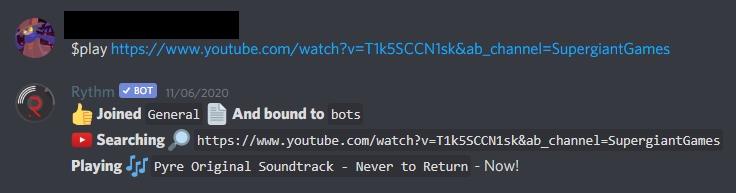 $play https://www.youtube.com/watch?v=T1k5SCCN1sk&ab_channel=SupergiantGames
Rythm ✓ BOT 11/06/2020
👍 Joined General 📄 And bound to bots
Searching 🔎 https://www.youtube.com/watch?v=T1k5SCCN1sk&ab_channel=SupergiantGames
Playing 🎶 Pyre Original Soundtrack - Never to Return - Now!